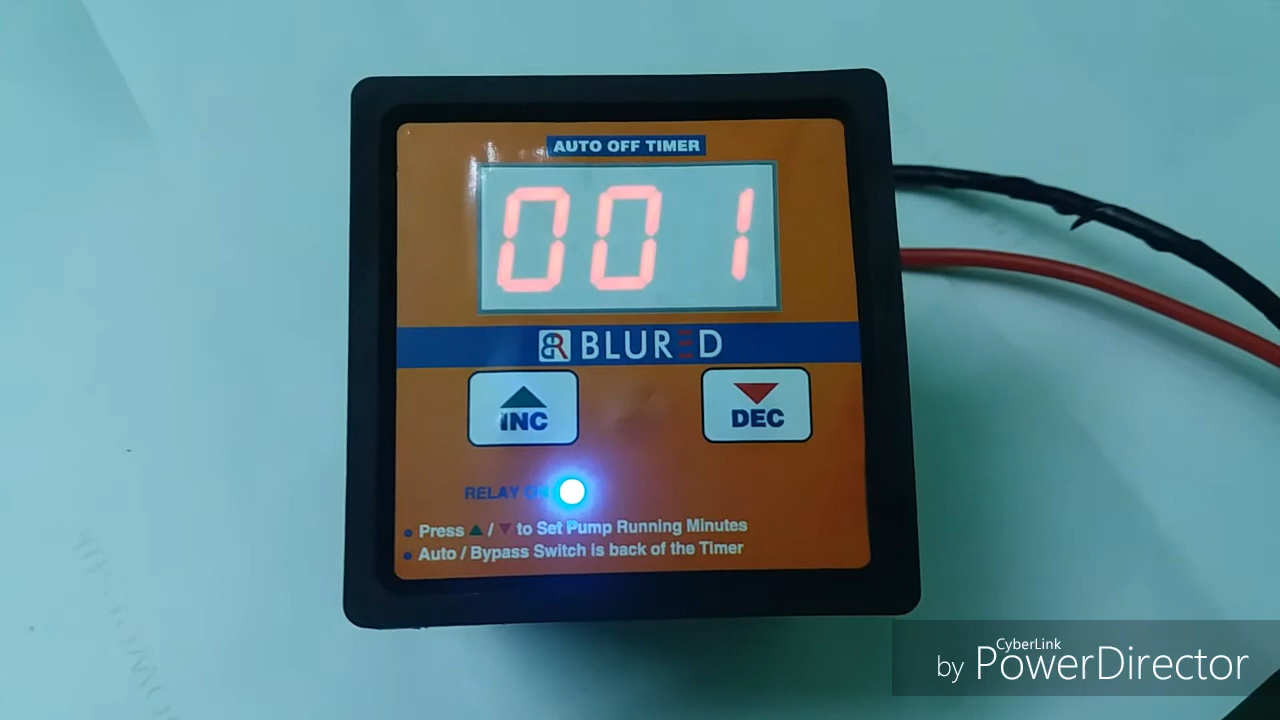 AUTO OFF TIMER
001
BR BLURED
INC
DEC
RELAY
Press ▲ / ▼ to Set Pump Running Minutes
Auto / Bypass Switch is back of the Timer
CyberLink
by PowerDirector